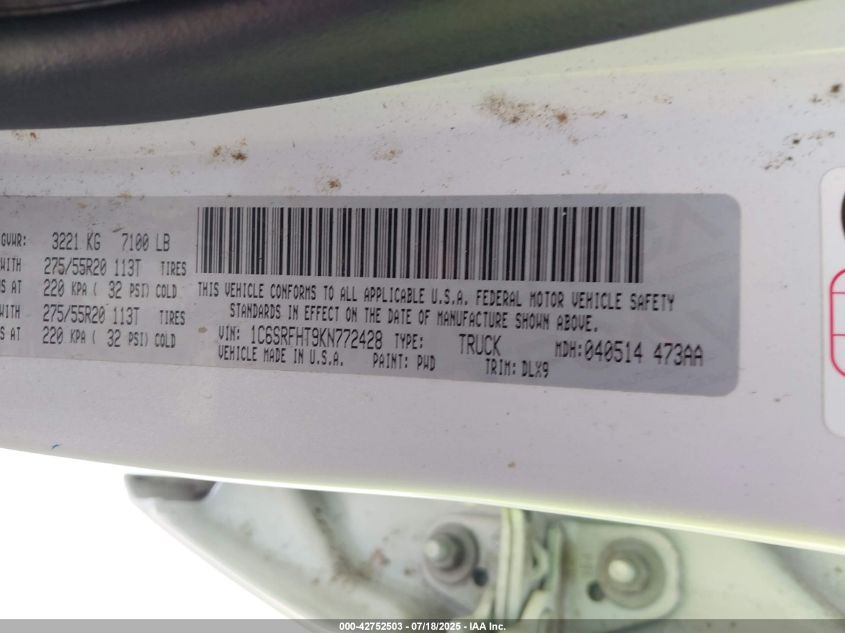 GVWR: 3221 KG 7100 LB
WITH 275/55R20 113T TIRES
AT 220 KPA ( 32 PSI) COLD
WITH 275/55R20 113T TIRES
AT 220 KPA ( 32 PSI) COLD
THIS VEHICLE CONFORMS TO ALL APPLICABLE U.S.A. FEDERAL MOTOR VEHICLE SAFETY
STANDARDS IN EFFECT ON THE DATE OF MANUFACTURE SHOWN ABOVE.
VIN: 1C6SRFHT9KN772428 TYPE: TRUCK MDH:040514 473AA
VEHICLE MADE IN U.S.A. PAINT: PWD TRIM: DLX9
000-42752503 - 07/18/2025 - IAA Inc.